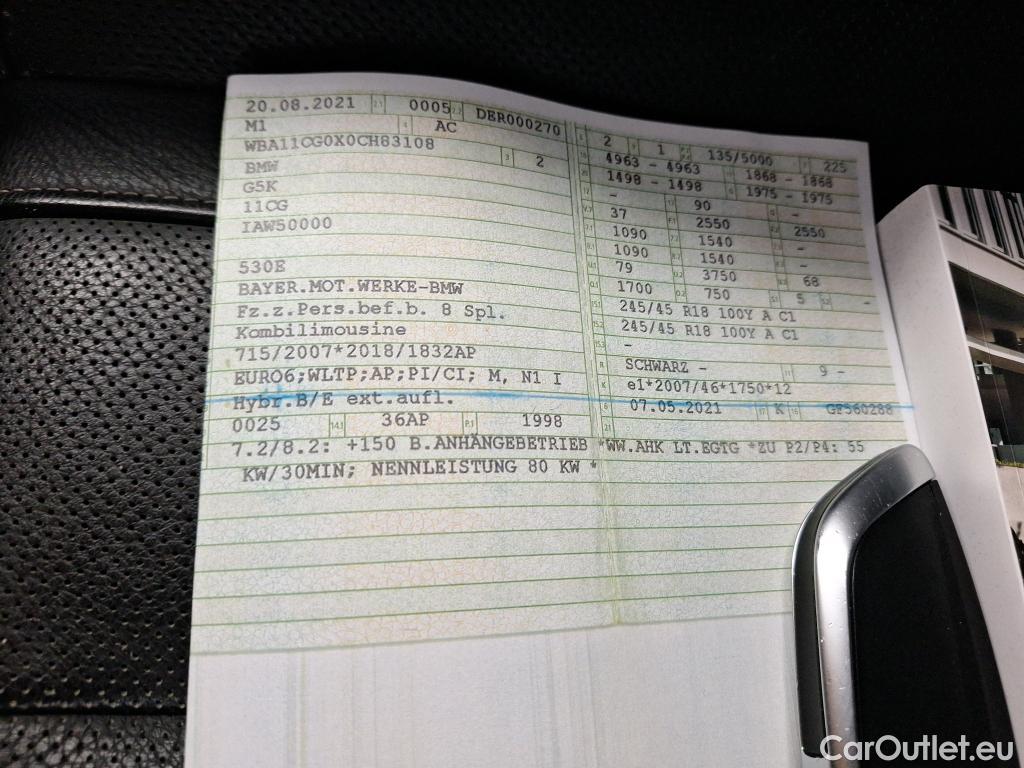 20.08.2021 0005 DER000270
M1 AC
WBA11CG0X0CH83108
BMW 2
G5K
11CG
IAW50000
530E
BAYER.MOT.WERKE-BMW
Fz.z.Pers.bef.b. 8 Spl.
Kombilimousine
715/2007*2018/1832AP
EURO6;WLTP;AP;PI/CI; M, N1 I
Hybr.B/E ext.aufl.
0025 14.1 36AP P.1 1998
2 1 135/5000 225
4963 - 4963 1868 - 1868
1498 - 1498 1975 - 1975
- 90 -
37 2550 2550
1090 1540 -
1090 1540 -
79 3750 68
1700 750 5 -
245/45 R18 100Y A C1
245/45 R18 100Y A C1
-
SCHWARZ - 9 -
e1*2007/46*1750*12
07.05.2021 K GF560288
7.2/8.2: +150 B.ANHÄNGEBETRIEB *WW.AHK LT.EGTG *ZU P2/P4: 55
KW/30MIN; NENNLEISTUNG 80 KW *
CarOutlet.eu